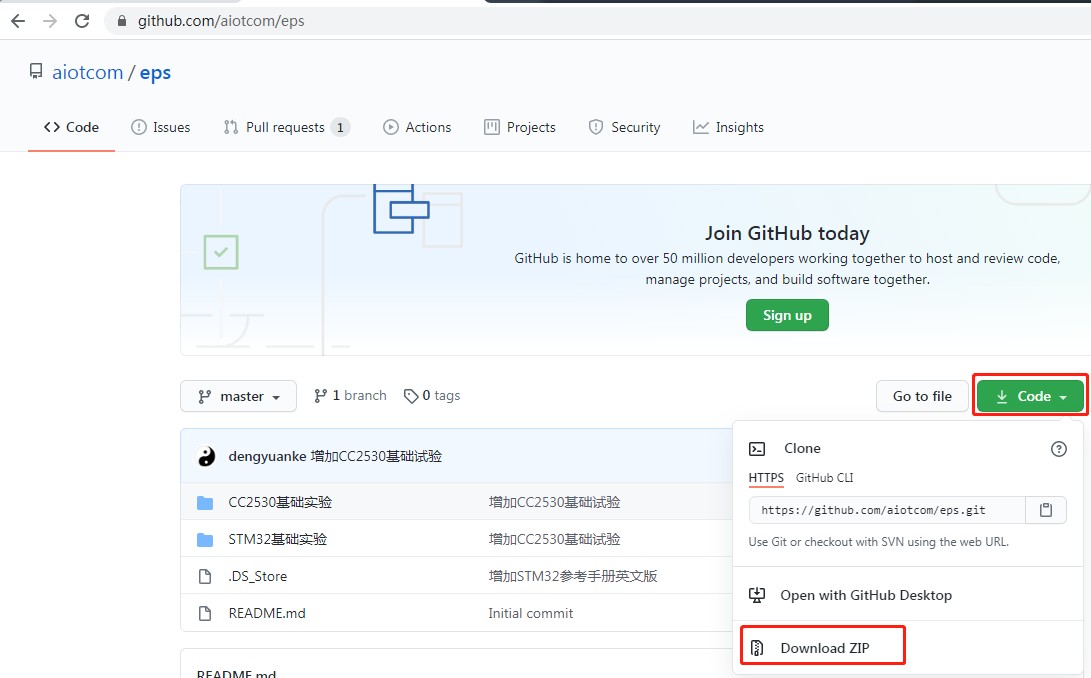 github.com/aiotcom/eps
aiotcom / eps
Code Issues Pull requests 1 Actions Projects Security Insights
Join GitHub today
GitHub is home to over 50 million developers working together to host and review code,
manage projects, and build software together.
Sign up
master 1 branch 0 tags Go to file Code
dengyuanke 增加CC2530基础试验
CC2530基础实验 增加CC2530基础试验
STM32基础实验 增加CC2530基础试验
.DS_Store 增加STM32参考手册英文版
README.md Initial commit
README.md
Clone
HTTPS GitHub CLI
https://github.com/aiotcom/eps.git
Use Git or checkout with SVN using the web URL.
Open with GitHub Desktop
Download ZIP